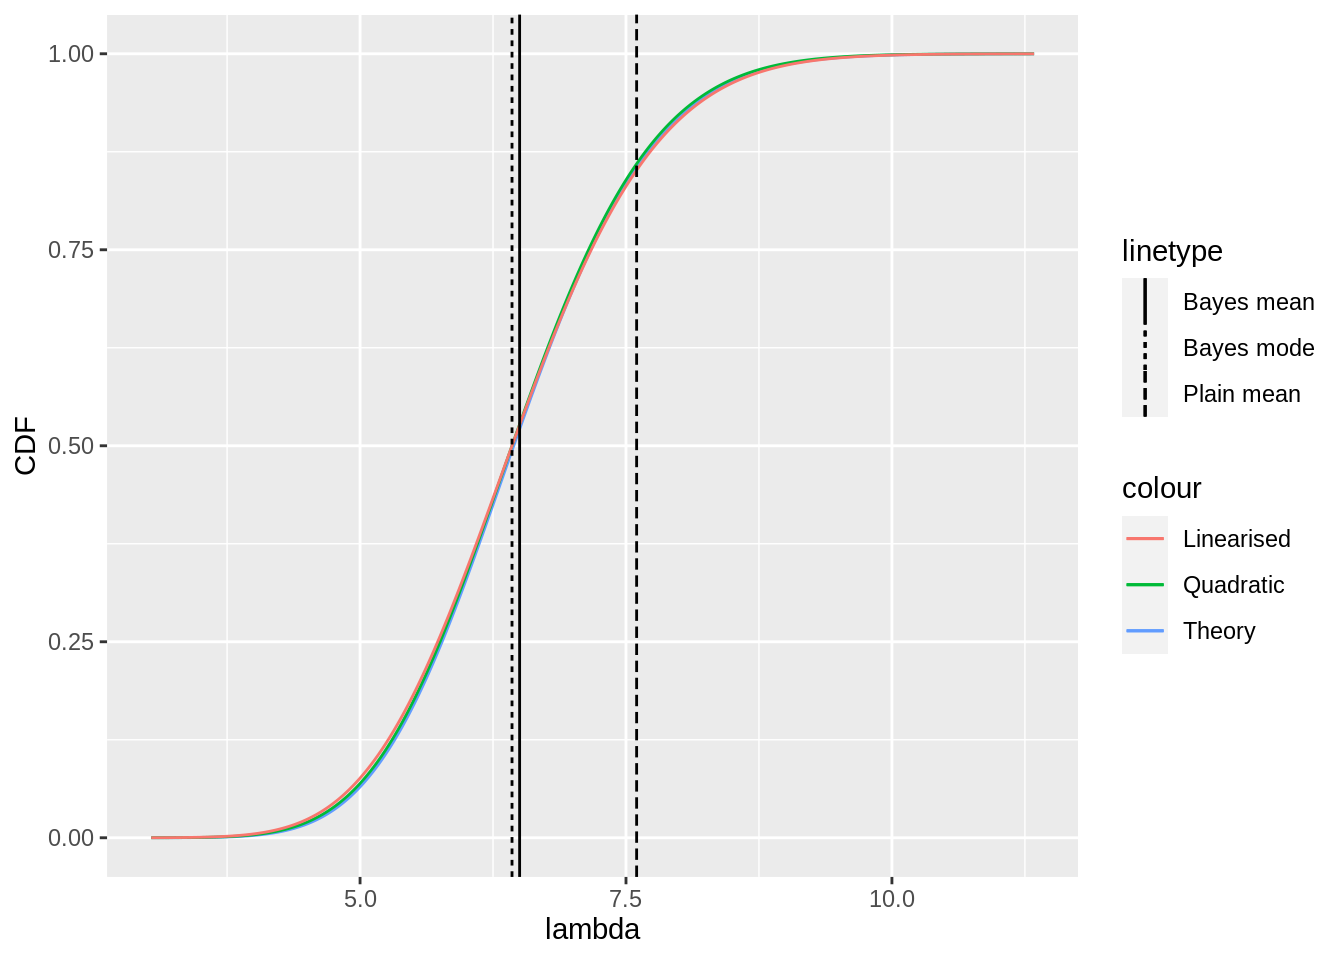 1.00
0.75
0.50
0.25
0.00
CDF
5.0
7.5
10.0
lambda
linetype
Bayes mean
Bayes mode
Plain mean
colour
Linearised
Quadratic
Theory